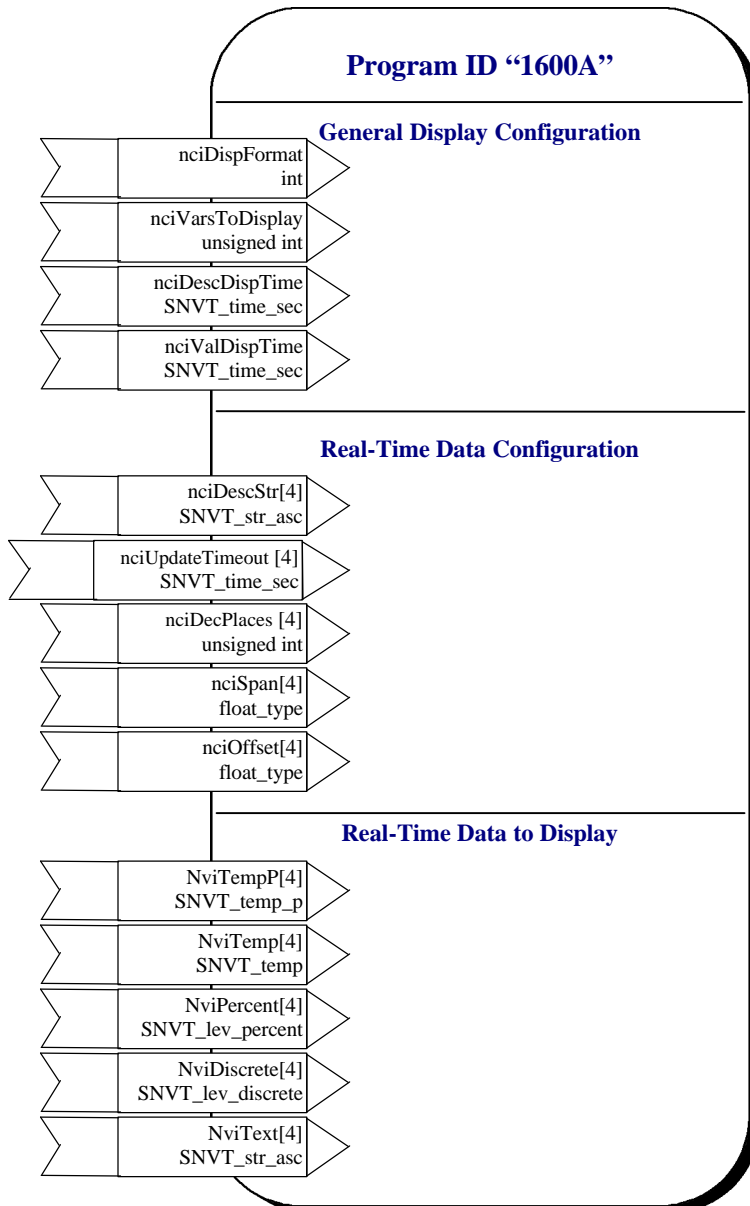 Program ID “1600A”
General Display Configuration
nciDispFormat
int
nciVarsToDisplay
unsigned int
nciDescDispTime
SNVT_time_sec
nciValDispTime
SNVT_time_sec
Real-Time Data Configuration
nciDescStr[4]
SNVT_str_asc
nciUpdateTimeout [4]
SNVT_time_sec
nciDecPlaces [4]
unsigned int
nciSpan[4]
float_type
nciOffset[4]
float_type
Real-Time Data to Display
NviTempP[4]
SNVT_temp_p
NviTemp[4]
SNVT_temp
NviPercent[4]
SNVT_lev_percent
NviDiscrete[4]
SNVT_lev_discrete
NviText[4]
SNVT_str_asc